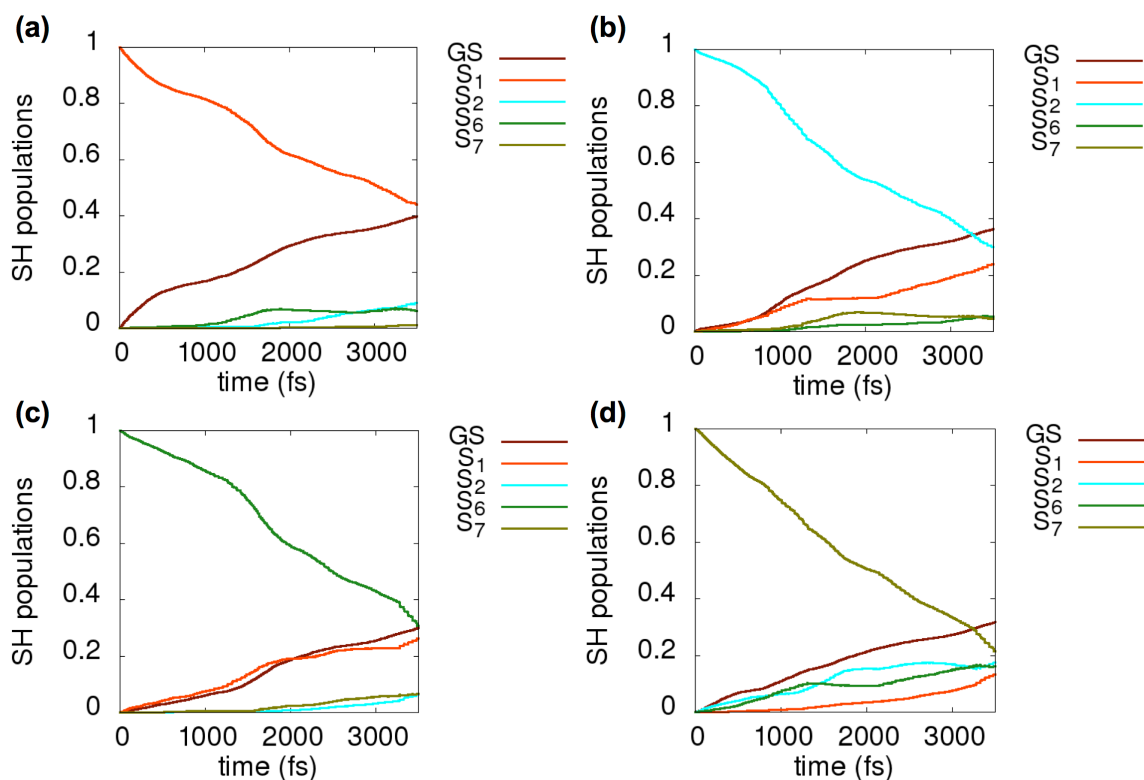 (a)
SH populations
1
0.8
0.6
0.4
0.2
0
0 1000 2000 3000
time (fs)
GS
S1
S2
S6
S7
(b)
SH populations
1
0.8
0.6
0.4
0.2
0
0 1000 2000 3000
time (fs)
GS
S1
S2
S6
S7
(c)
SH populations
1
0.8
0.6
0.4
0.2
0
0 1000 2000 3000
time (fs)
GS
S1
S2
S6
S7
(d)
SH populations
1
0.8
0.6
0.4
0.2
0
0 1000 2000 3000
time (fs)
GS
S1
S2
S6
S7